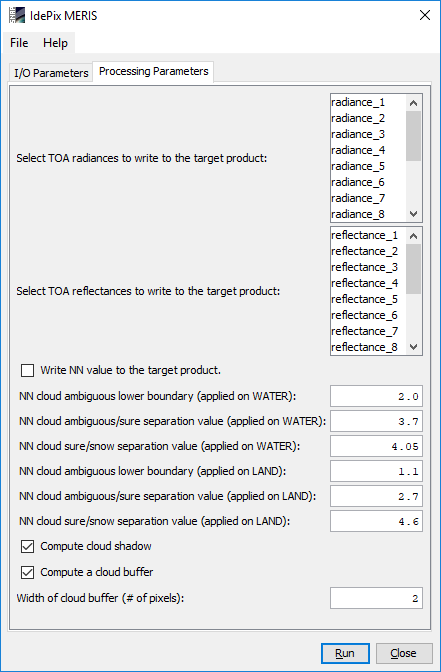 IdePix MERIS
File Help
I/O Parameters Processing Parameters
radiance_1
radiance_2
radiance_3
radiance_4
Select TOA radiances to write to the target product:
radiance_5
radiance_6
radiance_7
radiance_8
reflectance_1
reflectance_2
reflectance_3
reflectance_4
Select TOA reflectances to write to the target product:
reflectance_5
reflectance_6
reflectance_7
reflectance_8
Write NN value to the target product.
NN cloud ambiguous lower boundary (applied on WATER): 2.0
NN cloud ambiguous/sure separation value (applied on WATER): 3.7
NN cloud sure/snow separation value (applied on WATER): 4.05
NN cloud ambiguous lower boundary (applied on LAND): 1.1
NN cloud ambiguous/sure separation value (applied on LAND): 2.7
NN cloud sure/snow separation value (applied on LAND): 4.6
Compute cloud shadow
Compute a cloud buffer
Width of cloud buffer (# of pixels): 2
Run Close